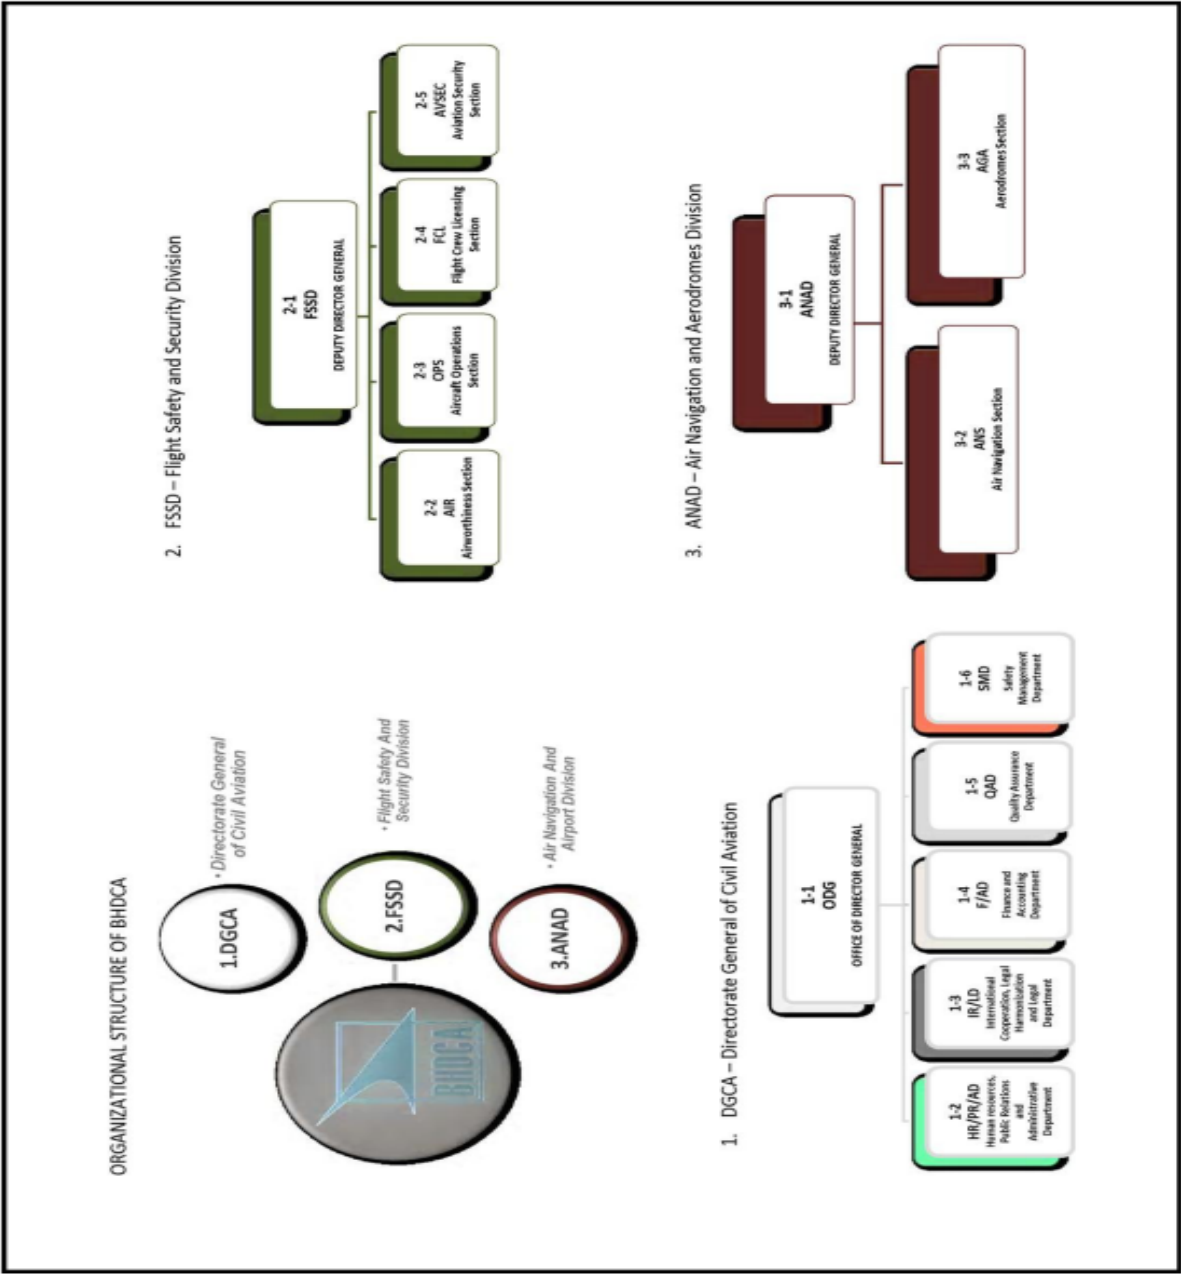 ORGANIZATIONAL STRUCTURE OF BHDCA
BHDCA
1.DGCA
• Directorate General
of Civil Aviation
2.FSSD
• Flight Safety And
Security Division
3.ANAD
• Air Navigation And
Airport Division
2. FSSD – Flight Safety and Security Division
2-1
FSSD
DEPUTY DIRECTOR GENERAL
2-2
AIR
Airworthiness Section
2-3
OPS
Aircraft Operations
Section
2-4
FCL
Flight Crew Licensing
Section
2-5
AVSEC
Aviation Security
Section
1. DGCA – Directorate General of Civil Aviation
1-1
ODG
OFFICE OF DIRECTOR GENERAL
1-2
HR/PR/AD
Human resources,
Public Relations
and
Administrative
Department
1-3
IR/LD
International
Cooperation, Legal
Harmonization
and Legal
Department
1-4
F/AD
Finance and
Accounting
Department
1-5
QAD
Quality Assurance
Department
1-6
SMD
Safety
Management
Department
3. ANAD – Air Navigation and Aerodromes Division
3-1
ANAD
DEPUTY DIRECTOR GENERAL
3-2
ANS
Air Navigation Section
3-3
AGA
Aerodromes Section